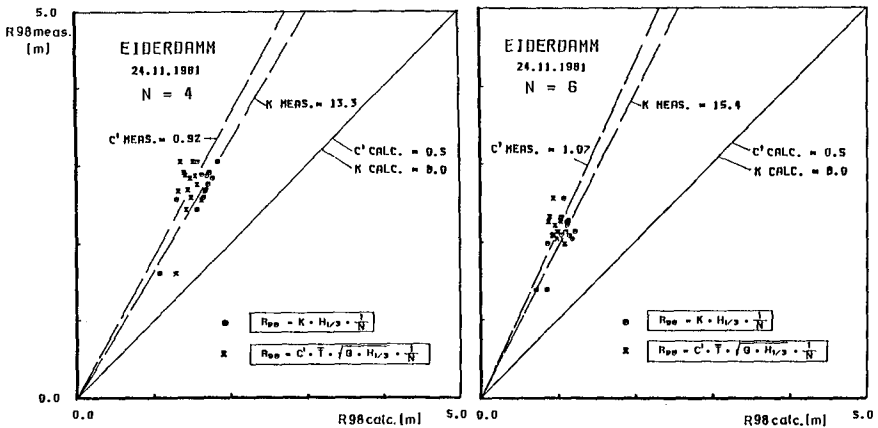 5.0
R98meas.
[m]
EIDERDAMM
24.11.1981
N = 4
K MEAS. = 13.3
C' MEAS. = 0.92
C' CALC. = 0.5
K CALC. = 8.0
R98 = K · H1/3 · 1/N
R98 = C' · T · √G · H1/3 · 1/N
0.0
0.0
5.0
R98calc. [m]
EIDERDAMM
24.11.1981
N = 6
K MEAS. = 15.4
C' MEAS. = 1.07
C' CALC. = 0.5
K CALC. = 8.0
R98 = K · H1/3 · 1/N
R98 = C' · T · √G · H1/3 · 1/N
0.0
5.0
R98calc. [m]